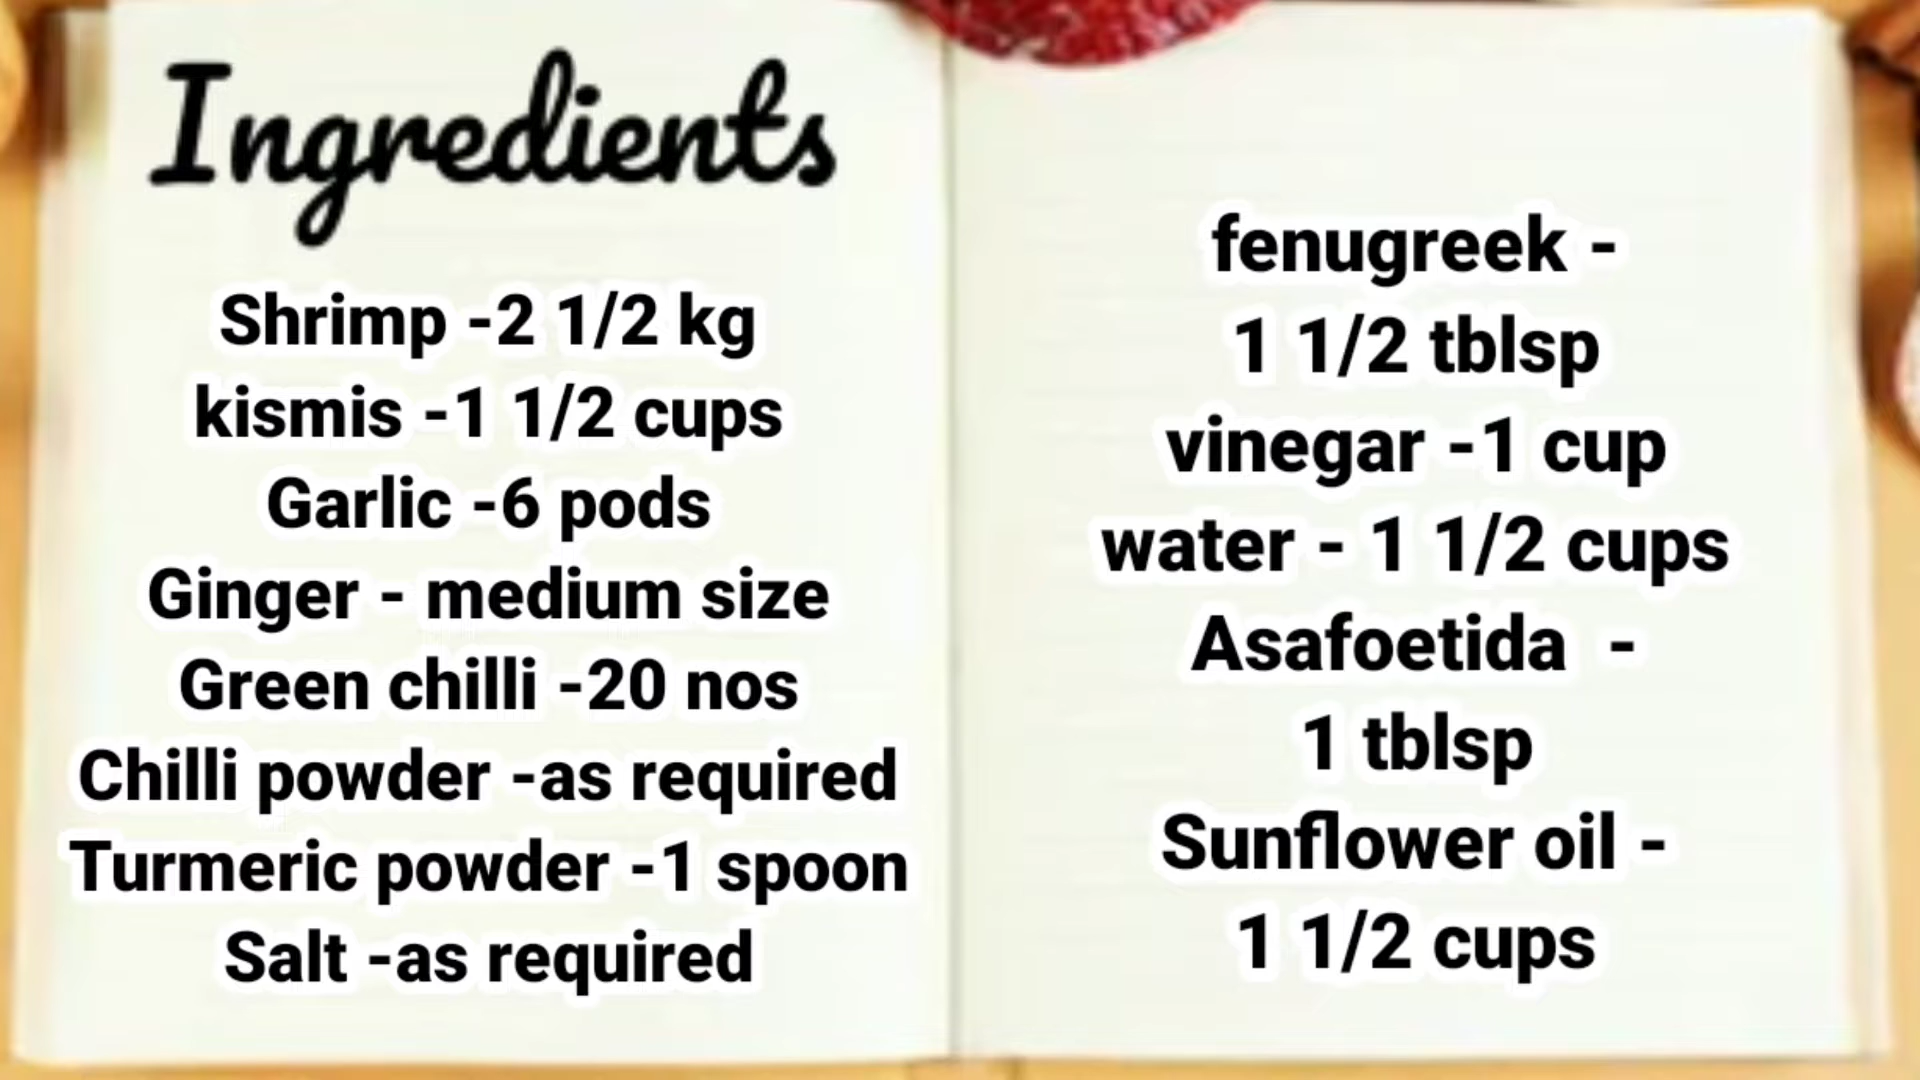 Ingredients
Shrimp -2 1/2 kg
kismis -1 1/2 cups
Garlic -6 pods
Ginger - medium size
Green chilli -20 nos
Chilli powder -as required
Turmeric powder -1 spoon
Salt -as required
fenugreek -
1 1/2 tblsp
vinegar -1 cup
water - 1 1/2 cups
Asafoetida  -
1 tblsp
Sunflower oil -
1 1/2 cups